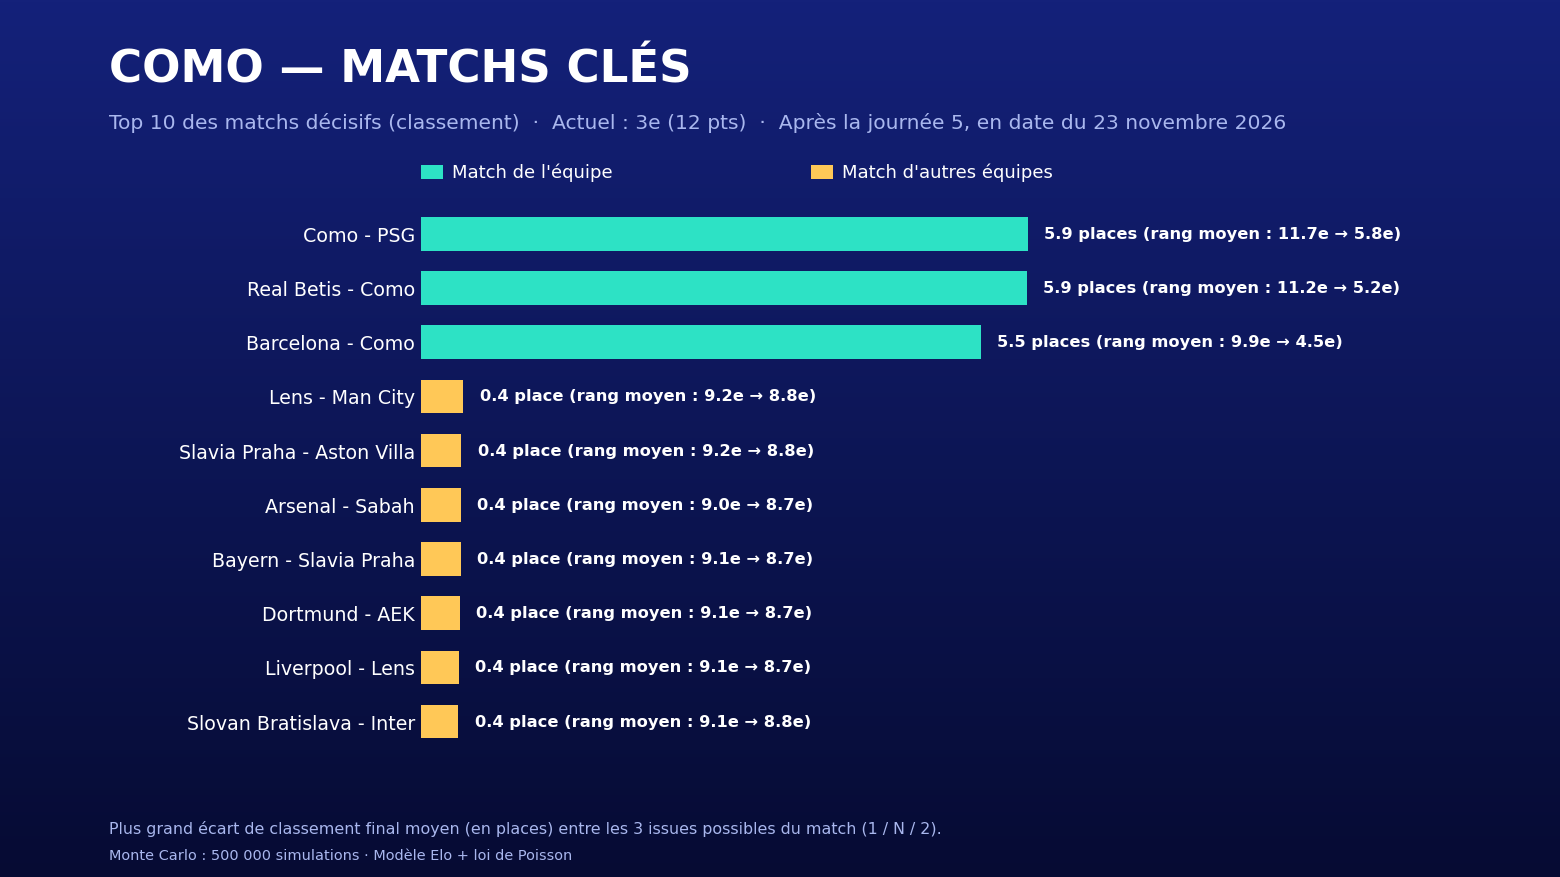 COMO — MATCHS CLÉS
Top 10 des matchs décisifs (classement) · Actuel : 3e (12 pts) · Après la journée 5, en date du 23 novembre 2026
Match de l'équipe
Match d'autres équipes
Como - PSG 5.9 places (rang moyen : 11.7e → 5.8e)
Real Betis - Como 5.9 places (rang moyen : 11.2e → 5.2e)
Barcelona - Como 5.5 places (rang moyen : 9.9e → 4.5e)
Lens - Man City 0.4 place (rang moyen : 9.2e → 8.8e)
Slavia Praha - Aston Villa 0.4 place (rang moyen : 9.2e → 8.8e)
Arsenal - Sabah 0.4 place (rang moyen : 9.0e → 8.7e)
Bayern - Slavia Praha 0.4 place (rang moyen : 9.1e → 8.7e)
Dortmund - AEK 0.4 place (rang moyen : 9.1e → 8.7e)
Liverpool - Lens 0.4 place (rang moyen : 9.1e → 8.7e)
Slovan Bratislava - Inter 0.4 place (rang moyen : 9.1e → 8.8e)
Plus grand écart de classement final moyen (en places) entre les 3 issues possibles du match (1 / N / 2).
Monte Carlo : 500 000 simulations · Modèle Elo + loi de Poisson